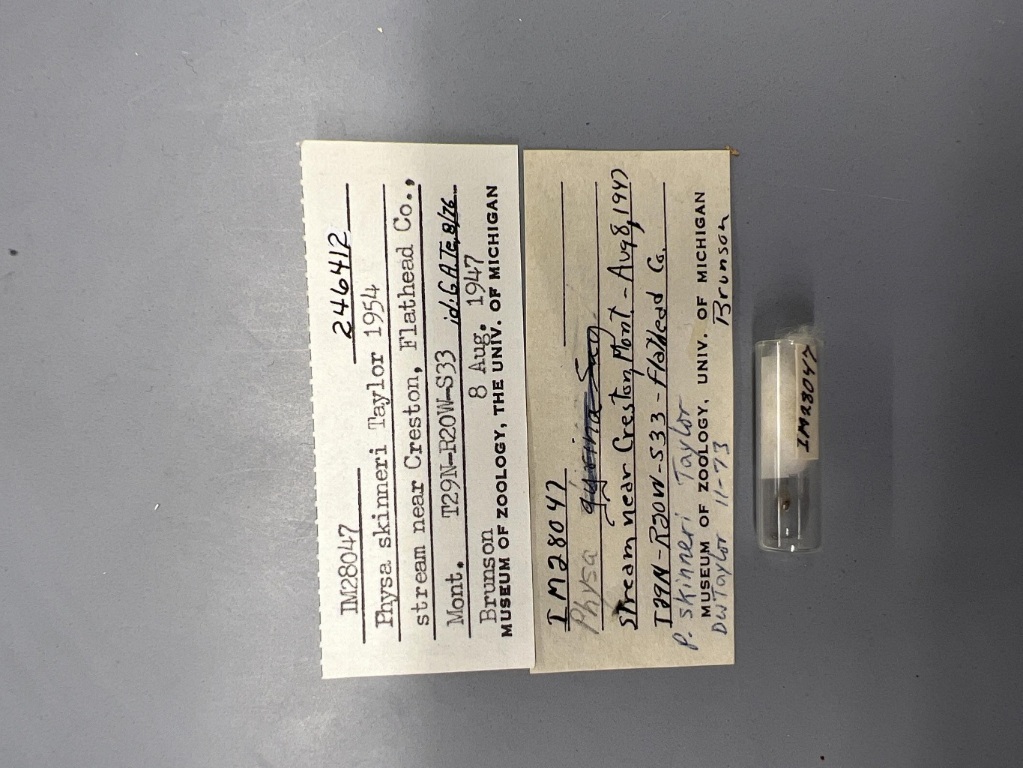 IM28047 246412
Physa skinneri Taylor 1954
stream near Creston, Flathead Co.,
Mont. T29N-R20W-S33 id: G.A.Te, 8/76
Brunson 8 Aug. 1947
MUSEUM OF ZOOLOGY, THE UNIV. OF MICHIGAN
IM28047
Physa gyrina Say
Stream near Creston, Mont - Aug 8, 1947
T29N-R20W-S33 - Flathead Co.
P. skinneri Taylor
MUSEUM OF ZOOLOGY, UNIV. OF MICHIGAN
DWTaylor 11-73 Brunson
IM28047